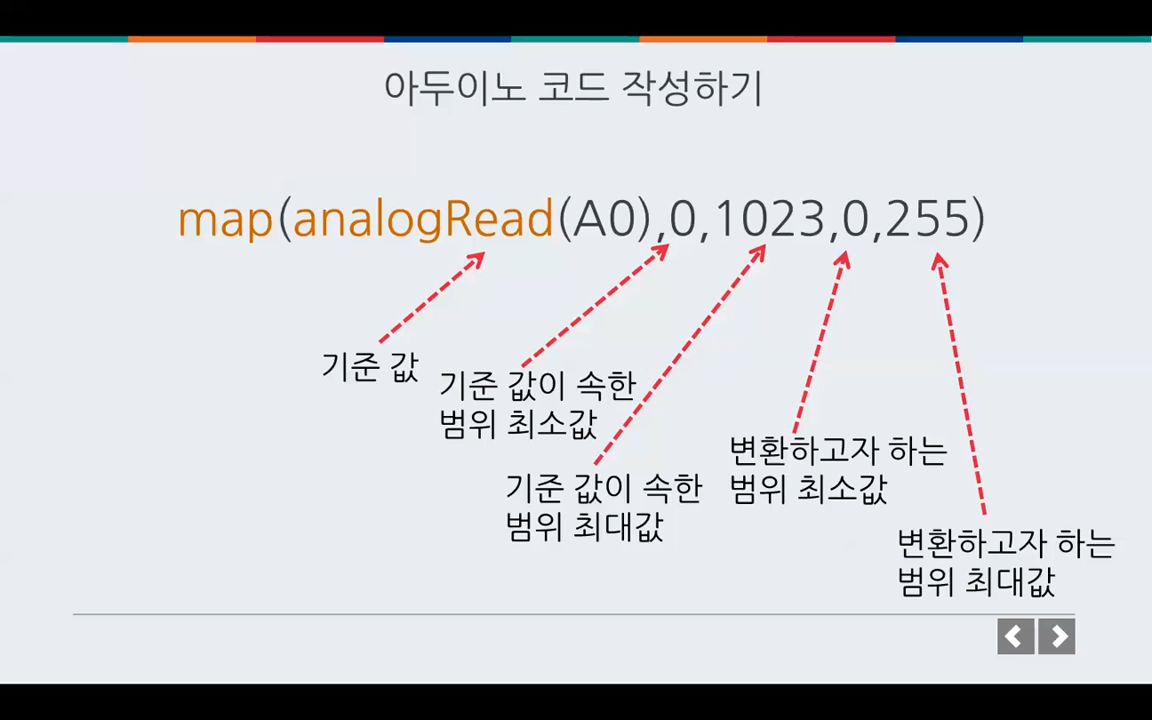 아두이노 코드 작성하기
map(analogRead(A0),0,1023,0,255)
기준 값
기준 값이 속한
범위 최소값
기준 값이 속한
범위 최대값
변환하고자 하는
범위 최소값
변환하고자 하는
범위 최대값